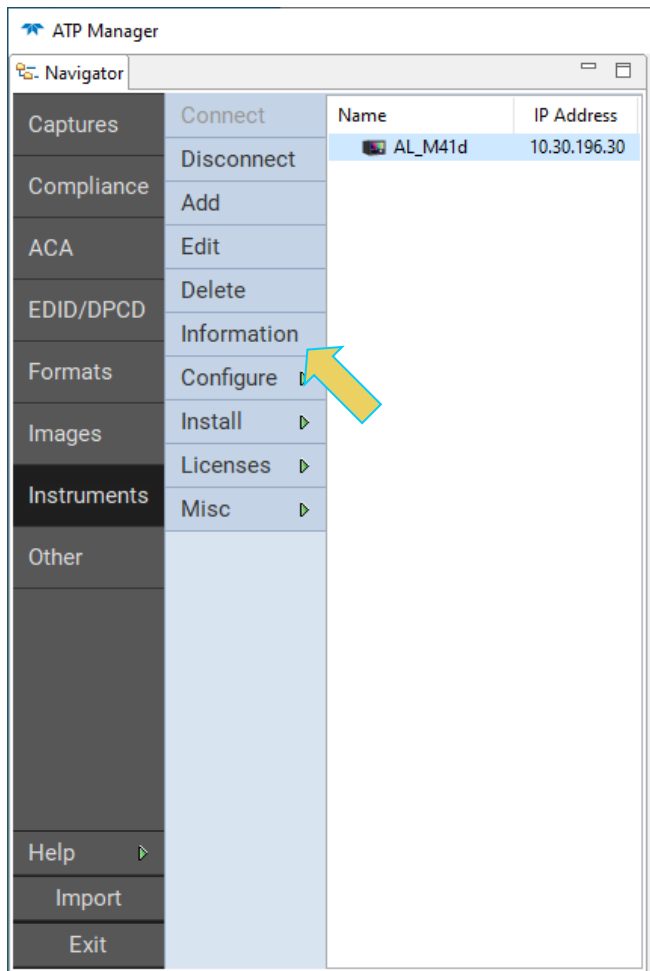 ATP Manager
Navigator
Captures
Compliance
ACA
EDID/DPCD
Formats
Images
Instruments
Other
Help
Import
Exit
Connect
Disconnect
Add
Edit
Delete
Information
Configure
Install
Licenses
Misc
Name IP Address
AL_M41d 10.30.196.30